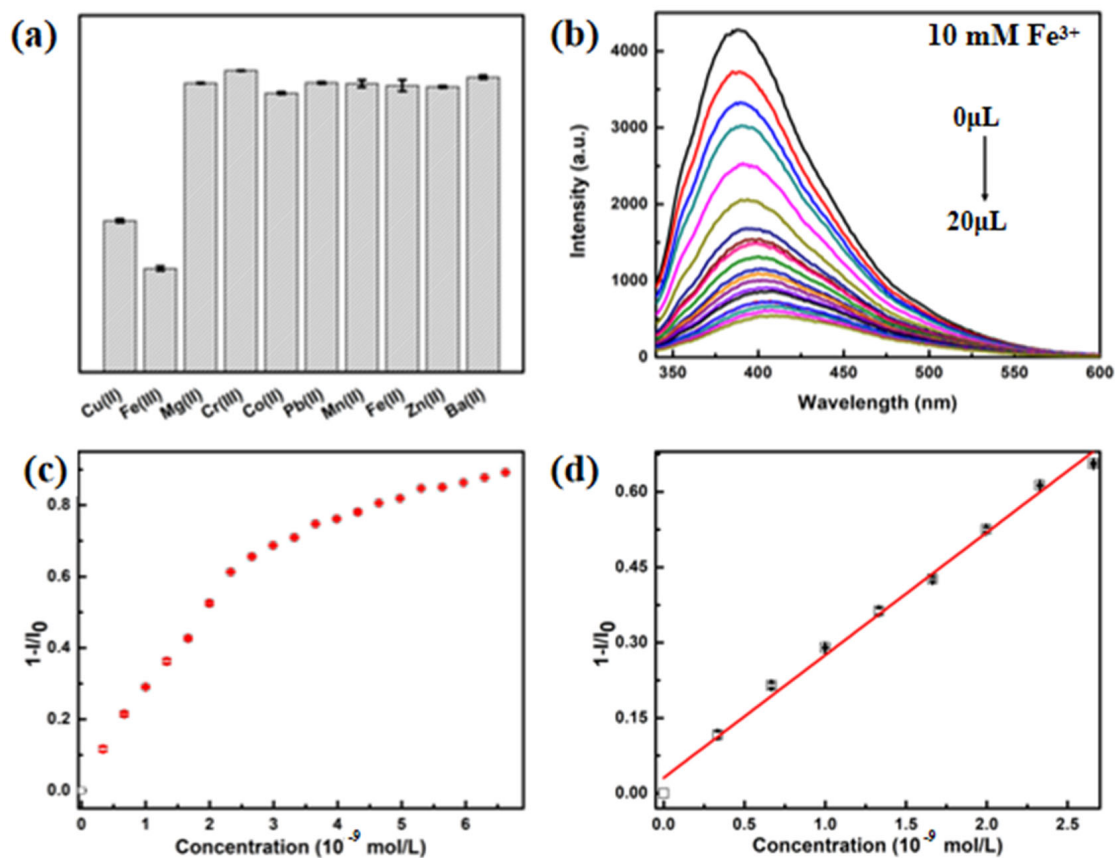 (a)
Cu(II) Fe(III) Mg(II) Cr(III) Co(II) Pb(II) Mn(II) Fe(II) Zn(II) Ba(II)
(b)
10 mM Fe³⁺
0μL
20μL
Intensity (a.u.)
4000
3000
2000
1000
0
350 400 450 500 550 600
Wavelength (nm)
(c)
1-I/I₀
0.8
0.6
0.4
0.2
0.0
0 1 2 3 4 5 6
Concentration (10⁻⁹ mol/L)
(d)
1-I/I₀
0.60
0.45
0.30
0.15
0.00
0.0 0.5 1.0 1.5 2.0 2.5
Concentration (10⁻⁹ mol/L)